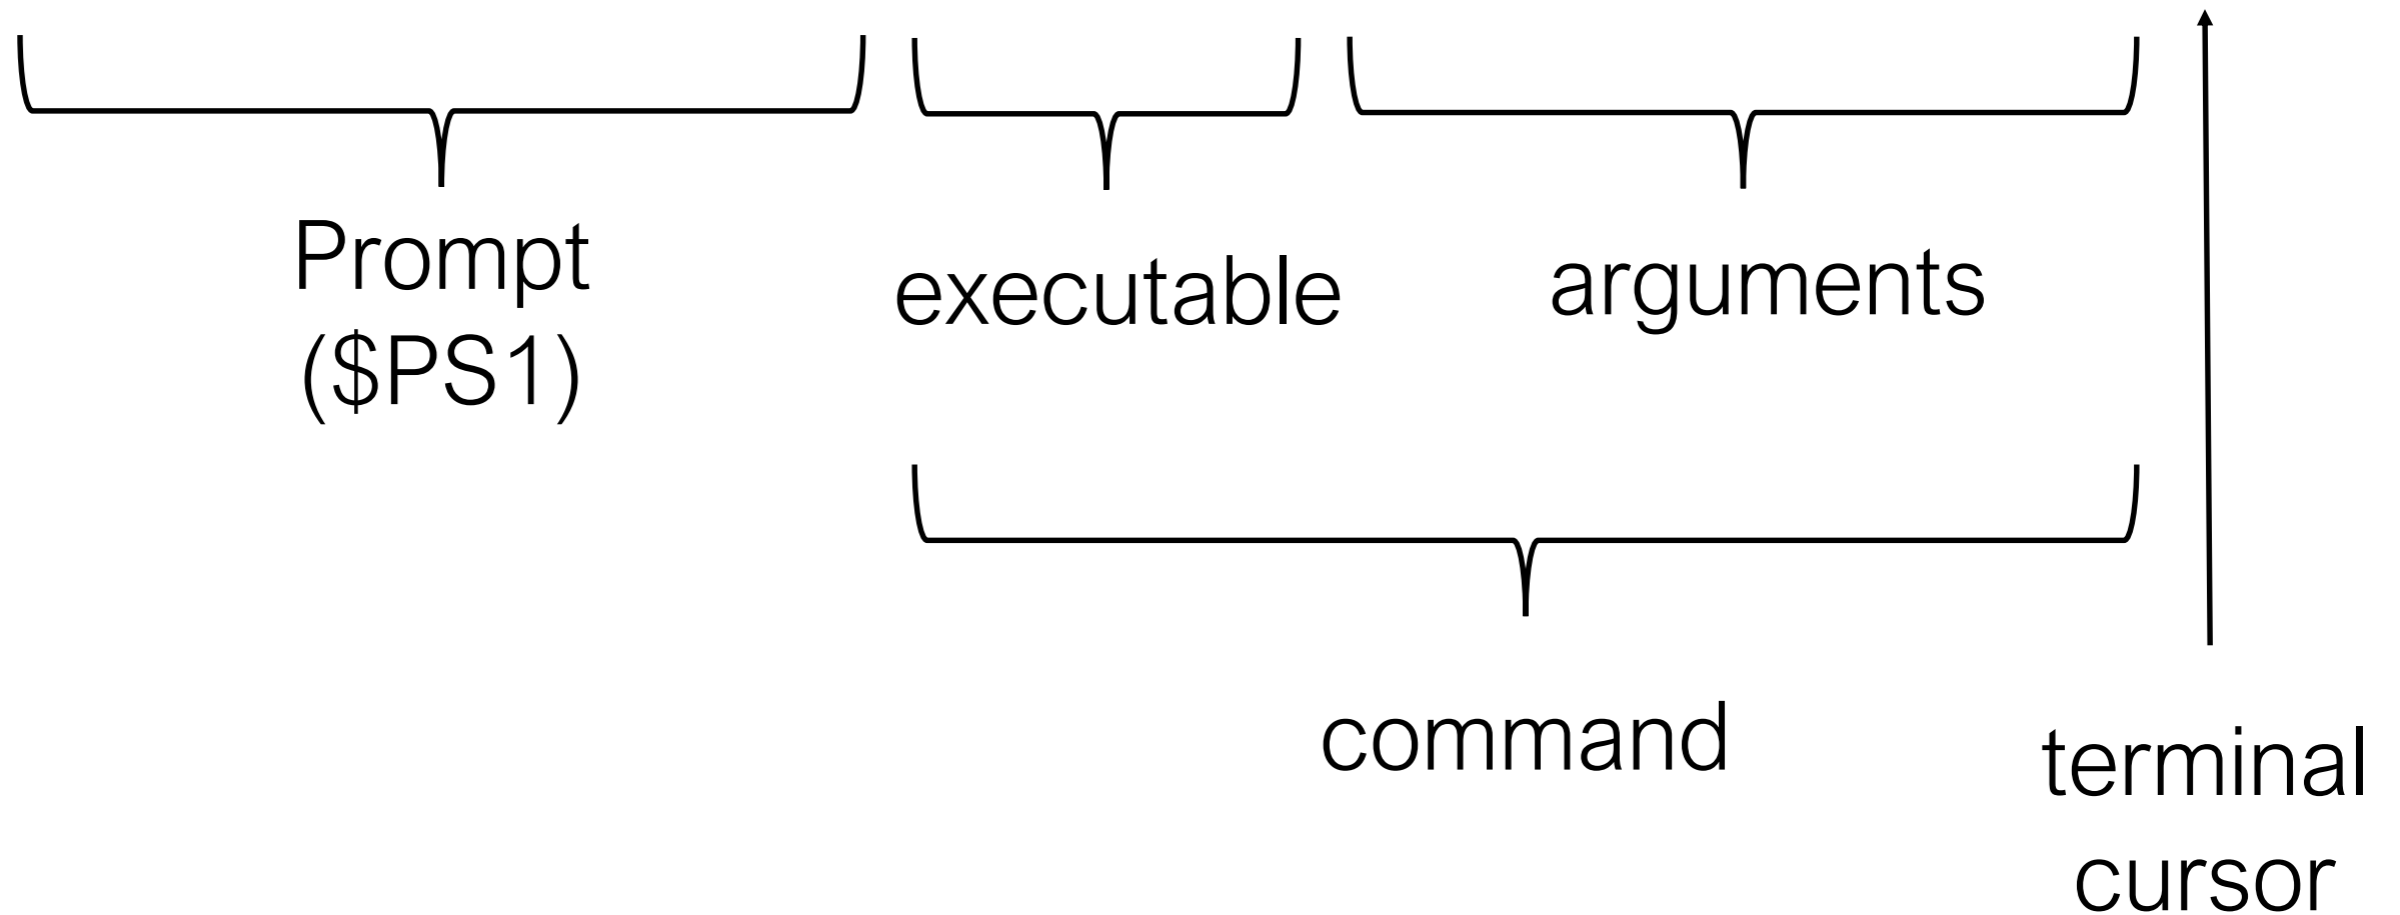 Prompt
($PS1)
executable
arguments
command
terminal
cursor